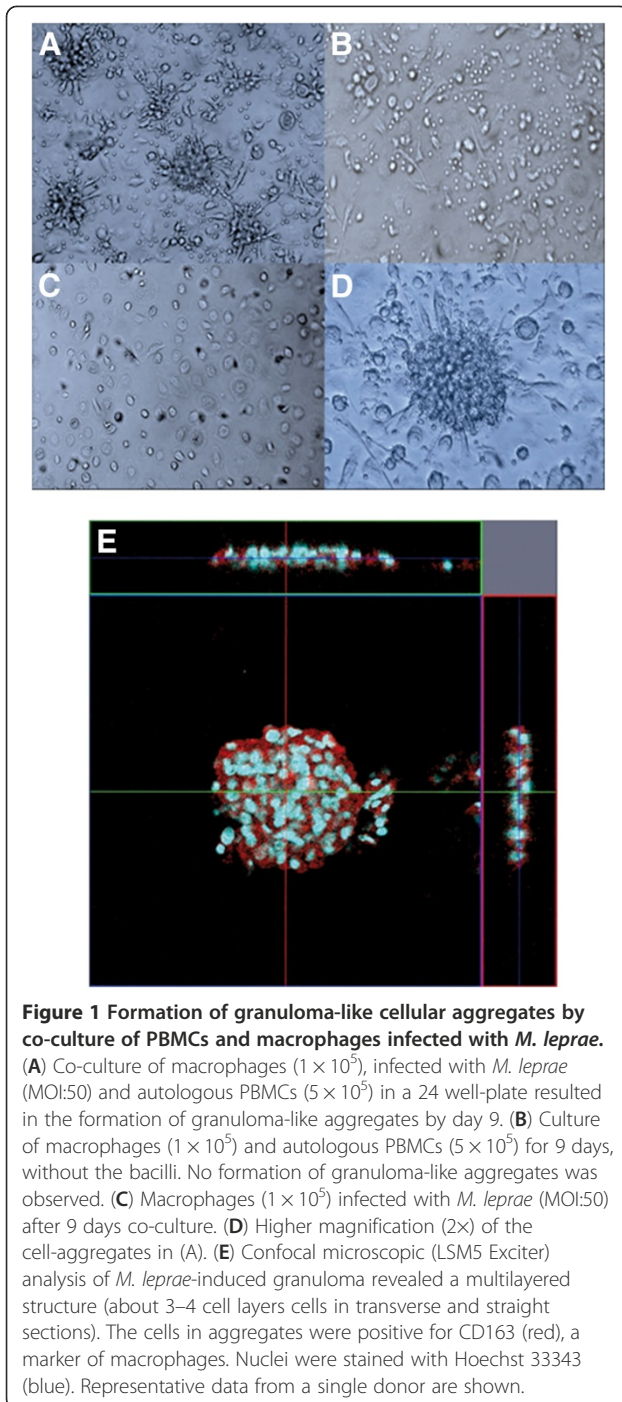 A
B
C
D
E
Figure 1 Formation of granuloma-like cellular aggregates by
co-culture of PBMCs and macrophages infected with M. leprae.
(A) Co-culture of macrophages (1 × 10⁵), infected with M. leprae
(MOI:50) and autologous PBMCs (5 × 10⁵) in a 24 well-plate resulted
in the formation of granuloma-like aggregates by day 9. (B) Culture
of macrophages (1 × 10⁵) and autologous PBMCs (5 × 10⁵) for 9 days,
without the bacilli. No formation of granuloma-like aggregates was
observed. (C) Macrophages (1 × 10⁵) infected with M. leprae (MOI:50)
after 9 days co-culture. (D) Higher magnification (2×) of the
cell-aggregates in (A). (E) Confocal microscopic (LSM5 Exciter)
analysis of M. leprae-induced granuloma revealed a multilayered
structure (about 3–4 cell layers cells in transverse and straight
sections). The cells in aggregates were positive for CD163 (red), a
marker of macrophages. Nuclei were stained with Hoechst 33343
(blue). Representative data from a single donor are shown.